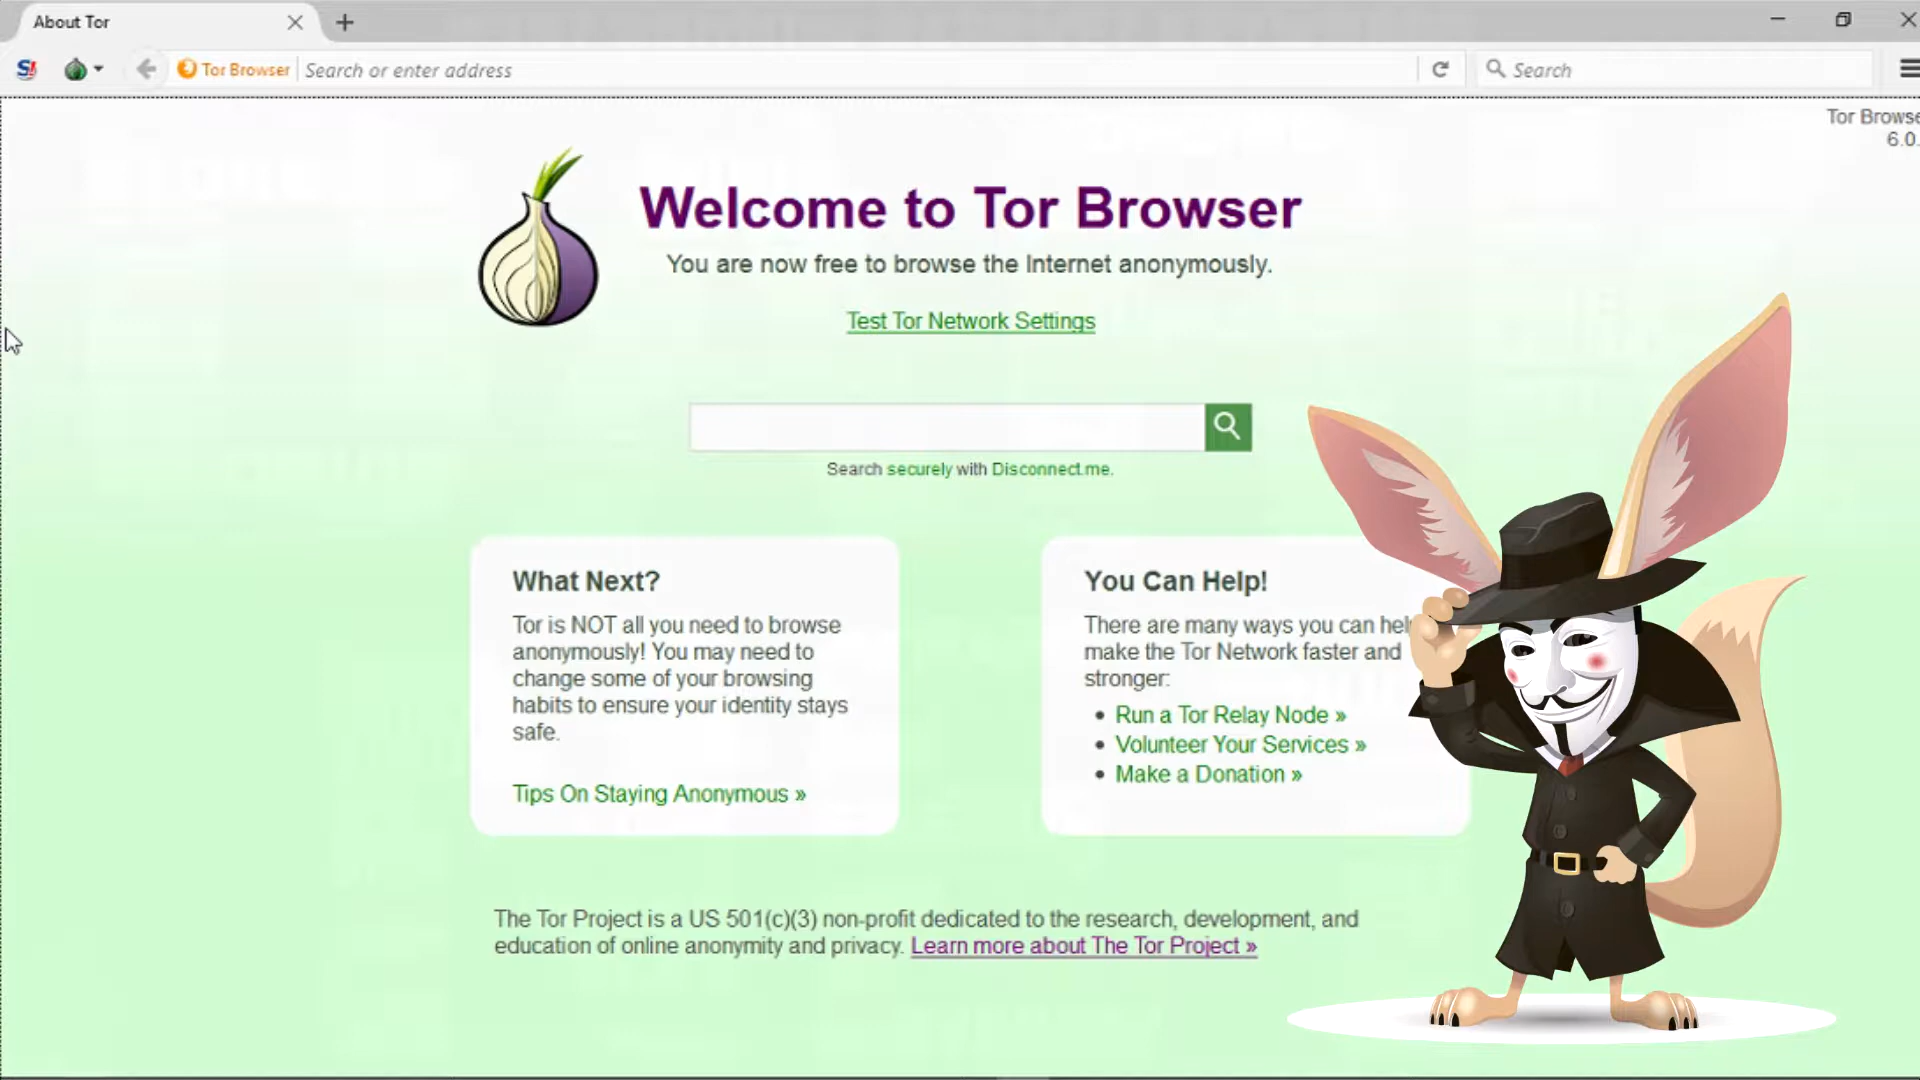 About Tor
S!
Tor Browser
Search or enter address
Search
Tor Browse
6.0.
Welcome to Tor Browser
You are now free to browse the Internet anonymously.
Test Tor Network Settings
Search securely with Disconnect.me.
What Next?
Tor is NOT all you need to browse
anonymously! You may need to
change some of your browsing
habits to ensure your identity stays
safe.
Tips On Staying Anonymous »
You Can Help!
There are many ways you can help
make the Tor Network faster and
stronger:
• Run a Tor Relay Node »
• Volunteer Your Services »
• Make a Donation »
The Tor Project is a US 501(c)(3) non-profit dedicated to the research, development, and
education of online anonymity and privacy. Learn more about The Tor Project »